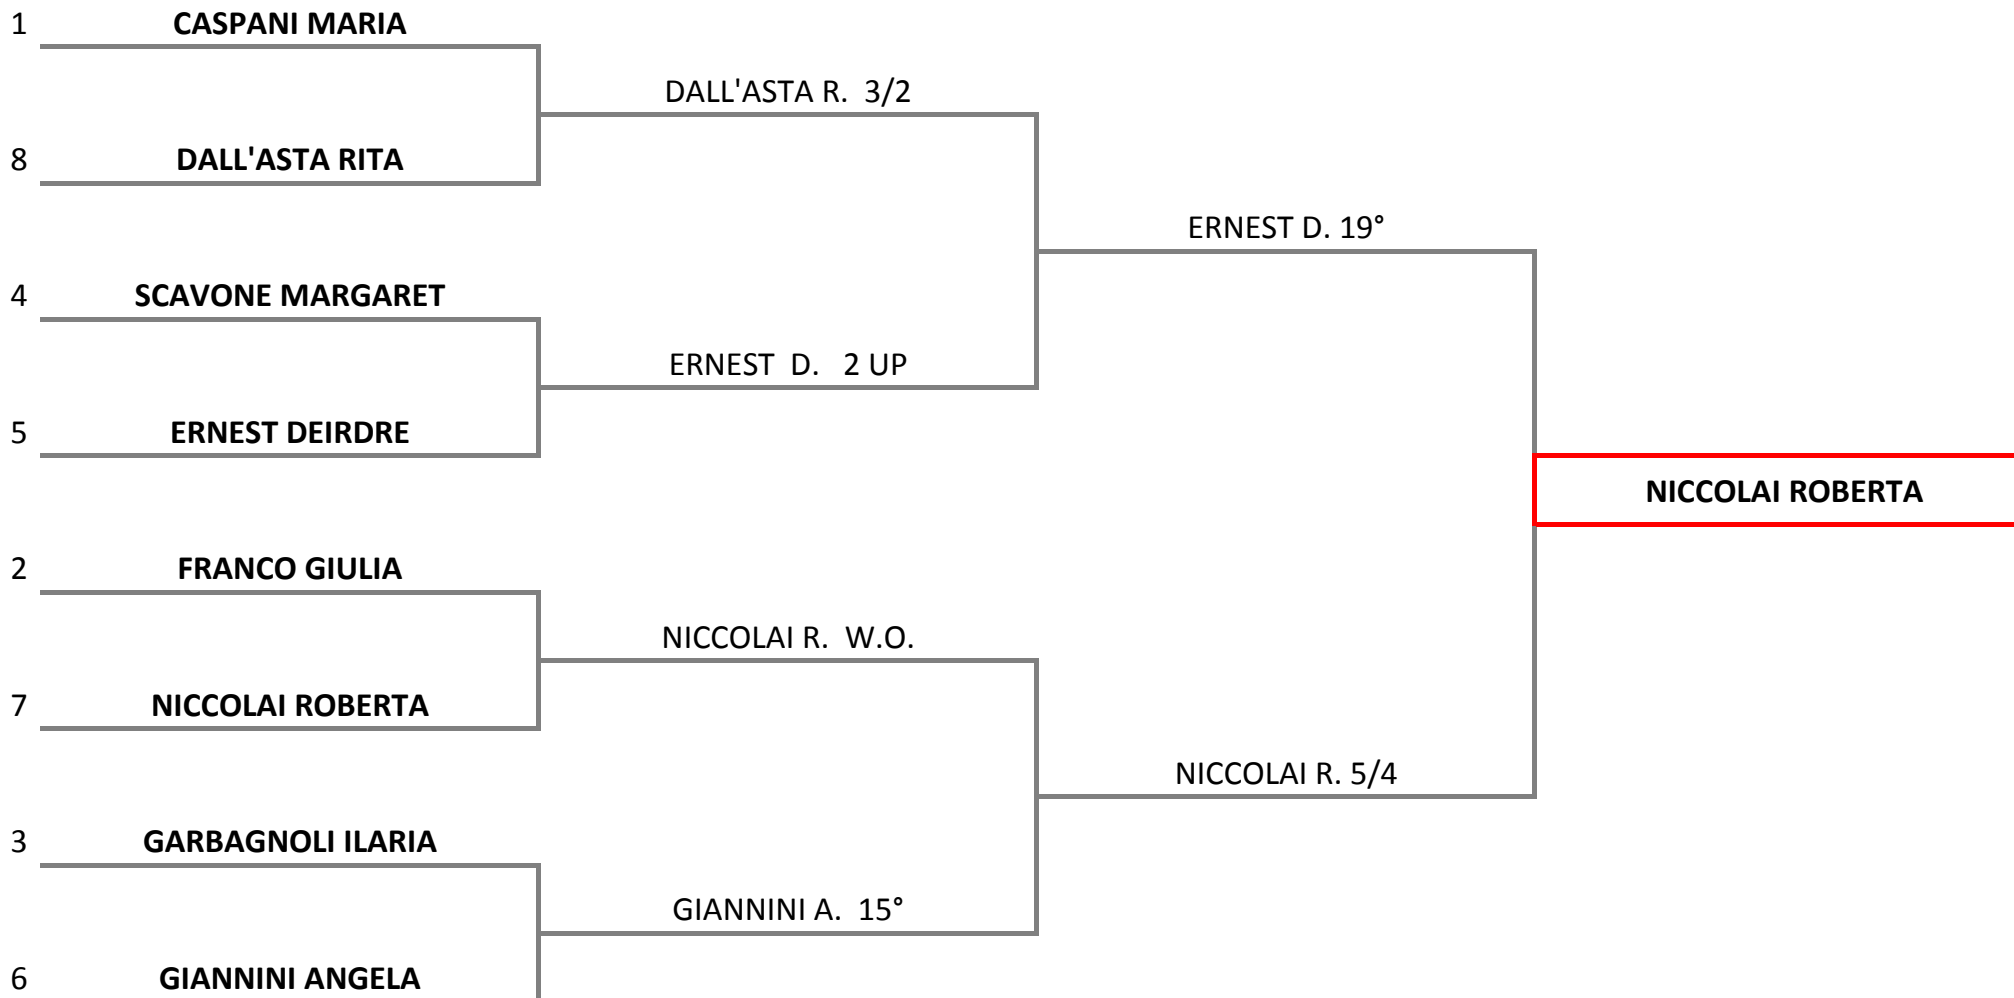 1 CASPANI MARIA
DALL'ASTA R. 3/2
8 DALL'ASTA RITA
ERNEST D. 19°
4 SCAVONE MARGARET
ERNEST D. 2 UP
5 ERNEST DEIRDRE
NICCOLAI ROBERTA
2 FRANCO GIULIA
NICCOLAI R. W.O.
7 NICCOLAI ROBERTA
NICCOLAI R. 5/4
3 GARBAGNOLI ILARIA
GIANNINI A. 15°
6 GIANNINI ANGELA